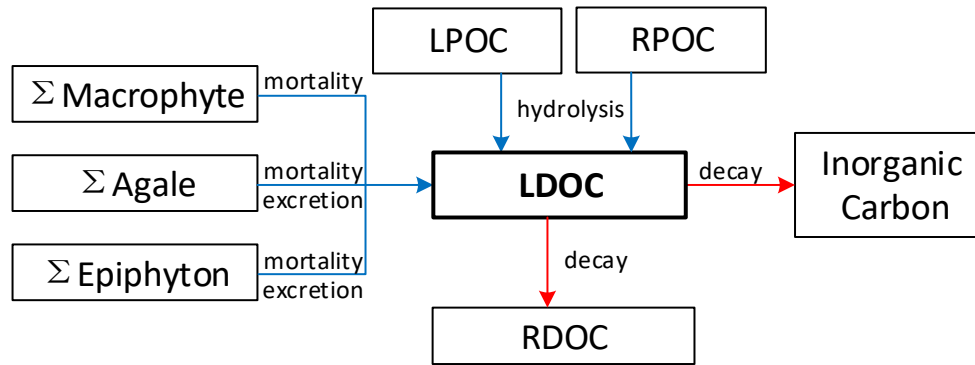 LPOC
RPOC
Σ Macrophyte
mortality
hydrolysis
Σ Agale
mortality
excretion
LDOC
decay
Inorganic
Carbon
Σ Epiphyton
mortality
excretion
decay
RDOC